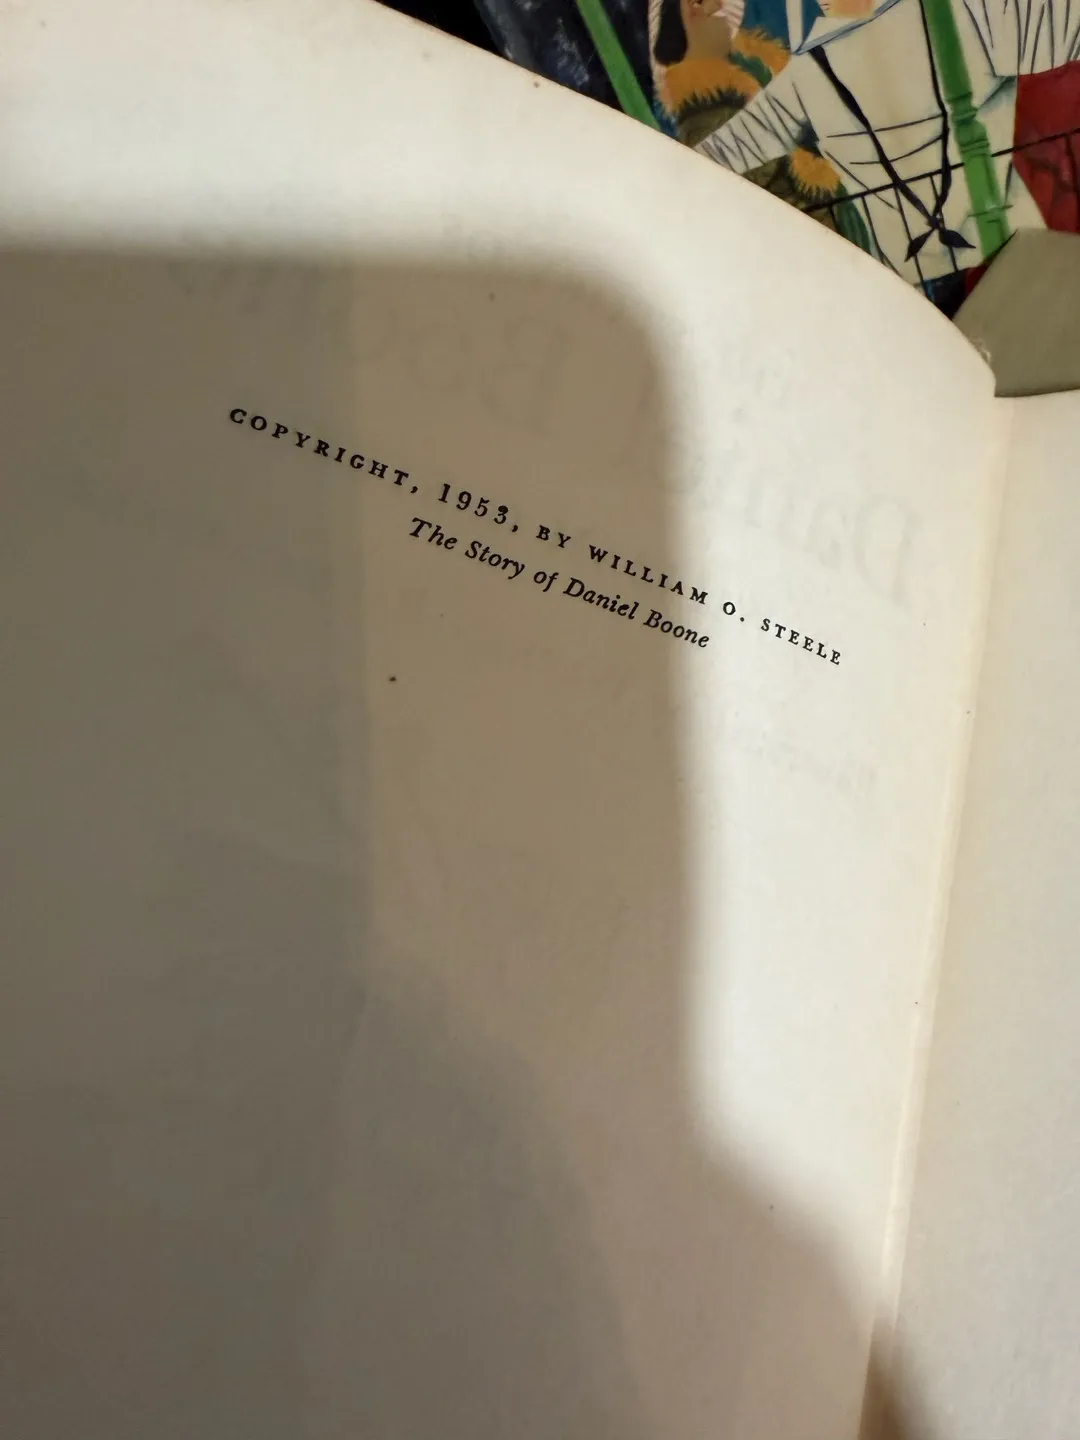 COPYRIGHT, 1953, BY WILLIAM O. STEELE
The Story of Daniel Boone